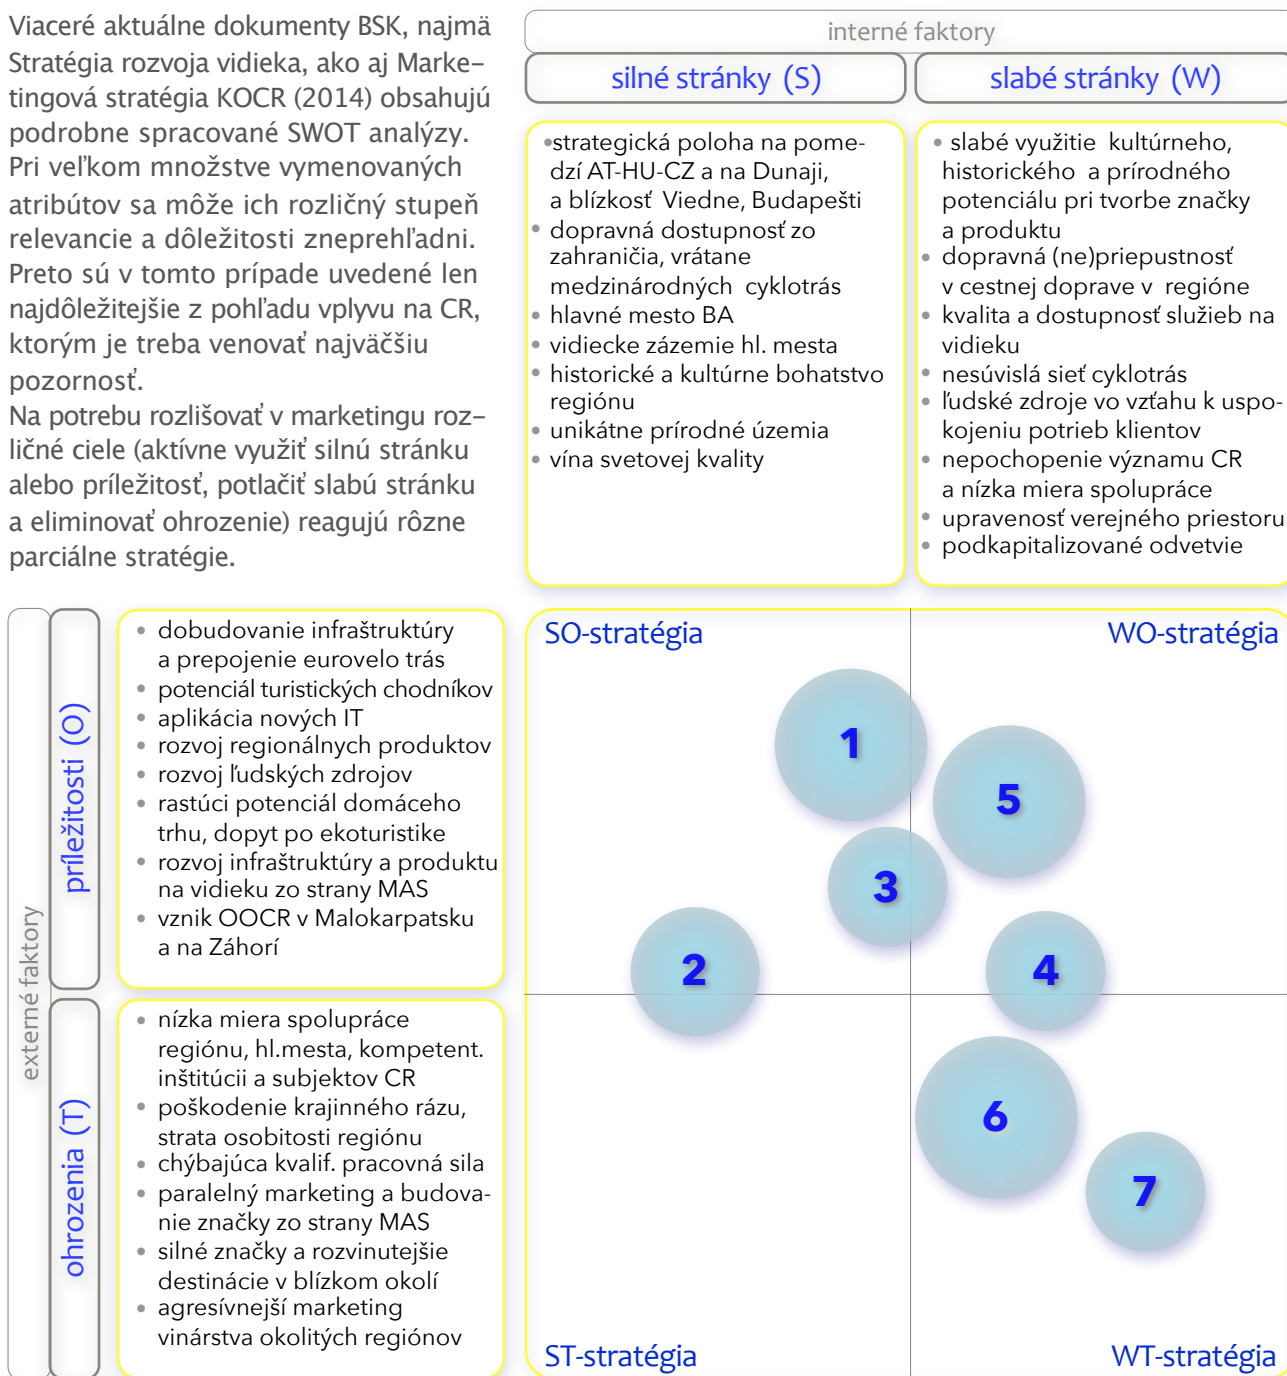 Viaceré aktuálne dokumenty BSK, najmä
Stratégia rozvoja vidieka, ako aj Marke–
tingová stratégia KOCR (2014) obsahujú
podrobne spracované SWOT analýzy.
Pri veľkom množstve vymenovaných
atribútov sa môže ich rozličný stupeň
relevancie a dôležitosti zneprehľadni.
Preto sú v tomto prípade uvedené len
najdôležitejšie z pohľadu vplyvu na CR,
ktorým je treba venovať najväčšiu
pozornosť.
Na potrebu rozlišovať v marketingu roz–
ličné ciele (aktívne využiť silnú stránku
alebo príležitosť, potlačiť slabú stránku
a eliminovať ohrozenie) reagujú rôzne
parciálne stratégie.
interné faktory
silné stránky (S)
•strategická poloha na pome-
dzí AT-HU-CZ a na Dunaji,
a blízkosť Viedne, Budapešti
• dopravná dostupnosť zo
zahraničia, vrátane
medzinárodných cyklotrás
• hlavné mesto BA
• vidiecke zázemie hl. mesta
• historické a kultúrne bohatstvo
regiónu
• unikátne prírodné územia
• vína svetovej kvality
slabé stránky (W)
• slabé využitie kultúrneho,
historického a prírodného
potenciálu pri tvorbe značky
a produktu
• dopravná (ne)priepustnosť
v cestnej doprave v regióne
• kvalita a dostupnosť služieb na
vidieku
• nesúvislá sieť cyklotrás
• ľudské zdroje vo vzťahu k uspo-
kojeniu potrieb klientov
• nepochopenie významu CR
a nízka miera spolupráce
• upravenosť verejného priestoru
• podkapitalizované odvetvie
externé faktory
príležitosti (O)
• dobudovanie infraštruktúry
a prepojenie eurovelo trás
• potenciál turistických chodníkov
• aplikácia nových IT
• rozvoj regionálnych produktov
• rozvoj ľudských zdrojov
• rastúci potenciál domáceho
trhu, dopyt po ekoturistike
• rozvoj infraštruktúry a produktu
na vidieku zo strany MAS
• vznik OOCR v Malokarpatsku
a na Záhorí
ohrozenia (T)
• nízka miera spolupráce
regiónu, hl.mesta, kompetent.
inštitúcii a subjektov CR
• poškodenie krajinného rázu,
strata osobitosti regiónu
• chýbajúca kvalif. pracovná sila
• paralelný marketing a budova-
nie značky zo strany MAS
• silné značky a rozvinutejšie
destinácie v blízkom okolí
• agresívnejší marketing
vinárstva okolitých regiónov
SO-stratégia
WO-stratégia
1
5
3
2
4
6
7
ST-stratégia
WT-stratégia